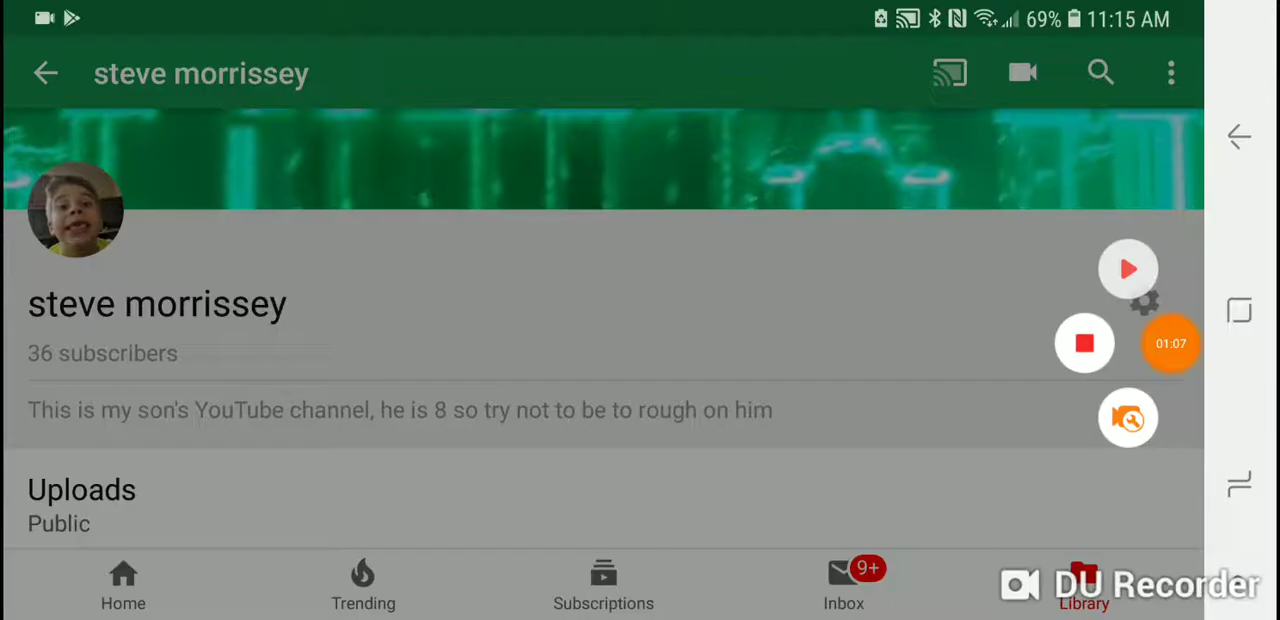 69% 11:15 AM
steve morrissey
steve morrissey
36 subscribers
01:07
This is my son's YouTube channel, he is 8 so try not to be to rough on him
Uploads
Public
9+
Home
Trending
Subscriptions
Inbox
Library
DU Recorder